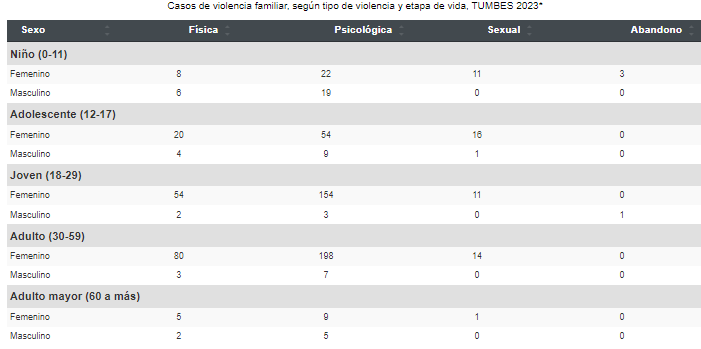 Casos de violencia familiar, según tipo de violencia y etapa de vida, TUMBES 2023*
Sexo Física Psicológica Sexual Abandono
Niño (0-11)
Femenino 8 22 11 3
Masculino 6 19 0 0
Adolescente (12-17)
Femenino 20 54 16 0
Masculino 4 9 1 0
Joven (18-29)
Femenino 54 154 11 0
Masculino 2 3 0 1
Adulto (30-59)
Femenino 80 198 14 0
Masculino 3 7 0 0
Adulto mayor (60 a más)
Femenino 5 9 1 0
Masculino 2 5 0 0